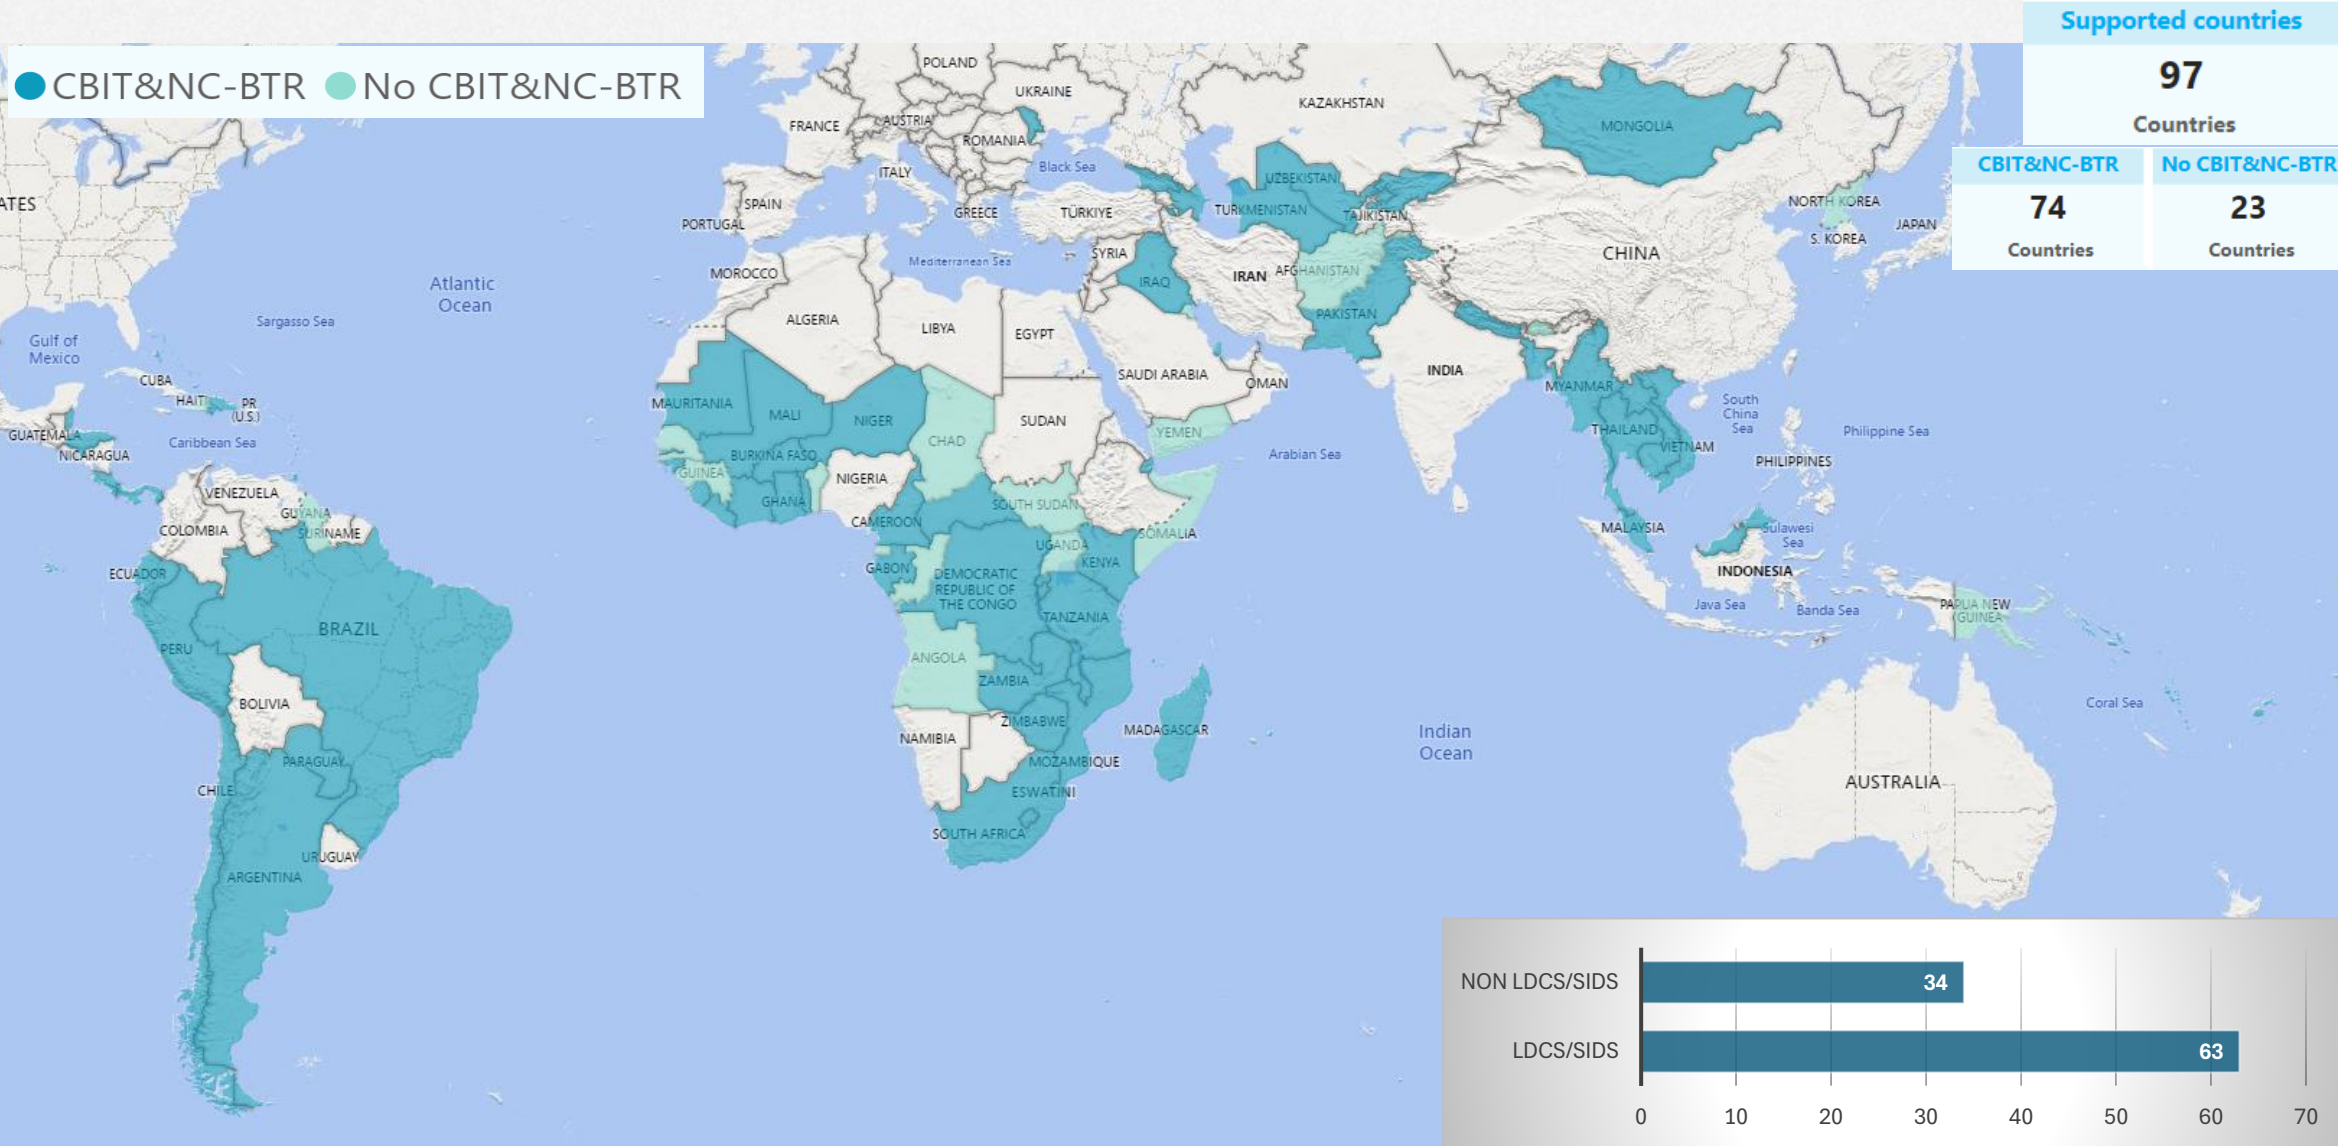 Supported countries
97
Countries
CBIT&NC-BTR
No CBIT&NC-BTR
74
23
Countries
Countries
CBIT&NC-BTR
No CBIT&NC-BTR
POLAND
UKRAINE
KAZAKHSTAN
FRANCE
AUSTRIA
ROMANIA
MONGOLIA
Black Sea
ITALY
UZBEKISTAN
ATES
SPAIN
GREECE
TÜRKIYE
TURKMENISTAN
TAJIKISTAN
NORTH KOREA
PORTUGAL
S. KOREA
JAPAN
SYRIA
CHINA
Mediterranean Sea
MOROCCO
IRAQ
IRAN
AFGHANISTAN
Atlantic
Ocean
Sargasso Sea
ALGERIA
LIBYA
EGYPT
PAKISTAN
Gulf of
Mexico
SAUDI ARABIA
OMAN
INDIA
CUBA
HAITI
PR
(U.S.)
MAURITANIA
MALI
NIGER
SUDAN
CHAD
YEMEN
MYANMAR
South
China
Sea
Philippine Sea
GUATEMALA
NICARAGUA
Caribbean Sea
BURKINA FASO
Arabian Sea
THAILAND
VIETNAM
PHILIPPINES
GUINEA
GHANA
NIGERIA
VENEZUELA
GUYANA
SURINAME
COLOMBIA
CAMEROON
SOUTH SUDAN
SOMALIA
MALAYSIA
Sulawesi
Sea
ECUADOR
GABON
UGANDA
KENYA
DEMOCRATIC
REPUBLIC OF
THE CONGO
INDONESIA
TANZANIA
Java Sea
Banda Sea
PAPUA NEW
GUINEA
BRAZIL
PERU
ANGOLA
ZAMBIA
BOLIVIA
ZIMBABWE
MADAGASCAR
NAMIBIA
Indian
Ocean
Coral Sea
PARAGUAY
MOZAMBIQUE
CHILE
ESWATINI
AUSTRALIA
SOUTH AFRICA
URUGUAY
ARGENTINA
NON LDCS/SIDS
34
LDCS/SIDS
63
0 10 20 30 40 50 60 70